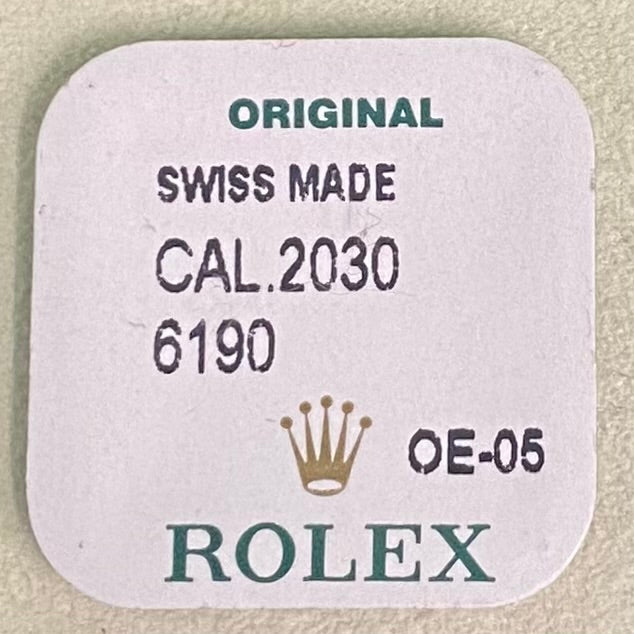 ORIGINAL
SWISS MADE
CAL.2030
6190
OE-05
ROLEX